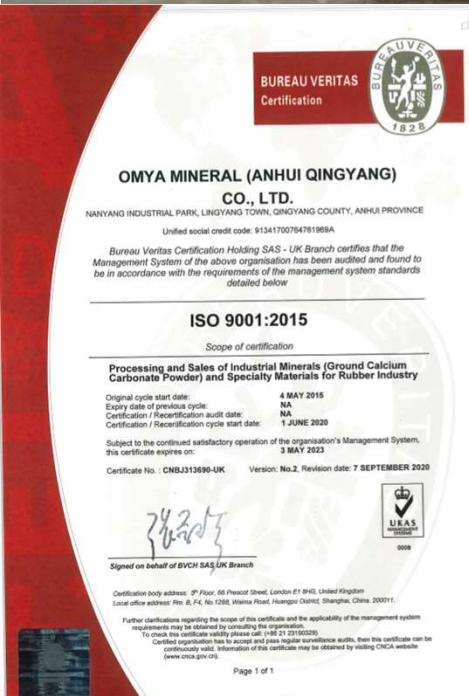 BUREAU VERITAS
Certification
BUREAU VERITAS
1828
OMYA MINERAL (ANHUI QINGYANG)
CO., LTD.
NANYANG INDUSTRIAL PARK, LINGYANG TOWN, QINGYANG COUNTY, ANHUI PROVINCE
Unified social credit code: 91341700764761969A
Bureau Veritas Certification Holding SAS - UK Branch certifies that the
Management System of the above organisation has been audited and found to
be in accordance with the requirements of the management system standards
detailed below
ISO 9001:2015
Scope of certification
Processing and Sales of Industrial Minerals (Ground Calcium
Carbonate Powder) and Specialty Materials for Rubber Industry
Original cycle start date: 4 MAY 2015
Expiry date of previous cycle: NA
Certification / Recertification audit date: NA
Certification / Recertification cycle start date: 1 JUNE 2020
Subject to the continued satisfactory operation of the organisation's Management System,
this certificate expires on: 3 MAY 2023
Certificate No. : CNBJ313690-UK Version: No.2, Revision date: 7 SEPTEMBER 2020
UKAS
MANAGEMENT
SYSTEMS
0008
Signed on behalf of BVCH SAS UK Branch
Certification body address: 5th Floor, 66 Prescot Street, London E1 8HG, United Kingdom
Local office address: Rm. B, F4, No.1288, Waima Road, Huangpu District, Shanghai, China. 200011.
Further clarifications regarding the scope of this certificate and the applicability of the management system
requirements may be obtained by consulting the organisation.
To check this certificate validity please call: (+86 21 23190329).
Certified organisation has to accept and pass regular surveillance audits, then this certificate can be
continuously valid. Information of this certificate may be obtained by visiting CNCA website
(www.cnca.gov.cn).
Page 1 of 1